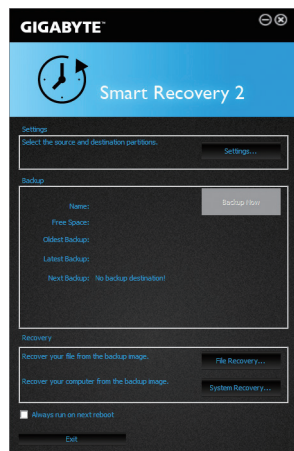 GIGABYTE™
Smart Recovery 2
Settings
Select the source and destination partitions.
Settings...
Backup
Backup Now
Name:
Free Space:
Oldest Backup:
Latest Backup:
Next Backup: No backup destination!
Recovery
Recover your file from the backup image.
File Recovery...
Recover your computer from the backup image.
System Recovery...
Always run on next reboot
Exit